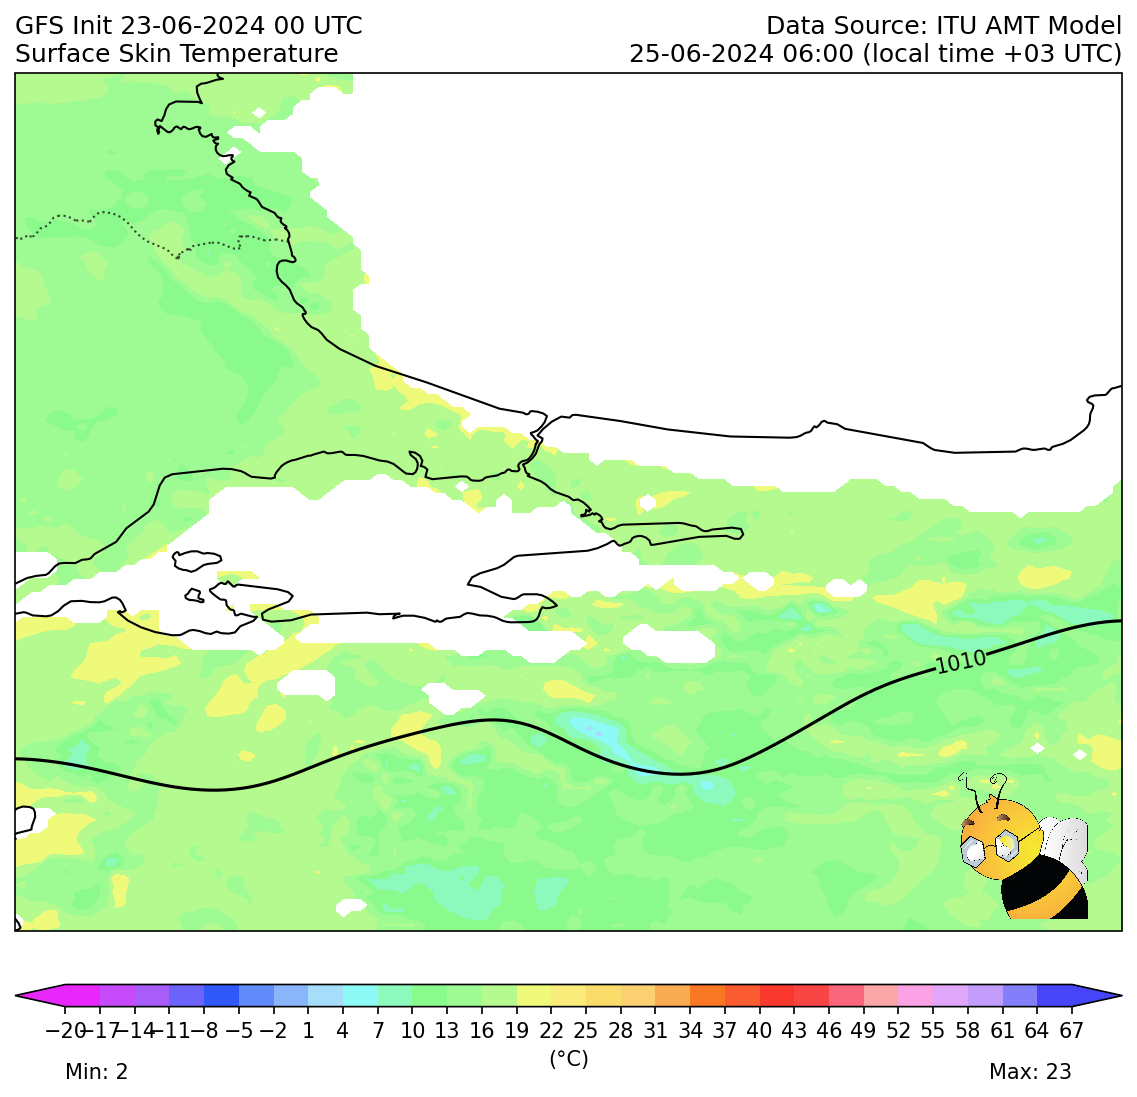 GFS Init 23-06-2024 00 UTC
Data Source: ITU AMT Model
Surface Skin Temperature
25-06-2024 06:00 (local time +03 UTC)
1010
−20 −17 −14 −11 −8 −5 −2 1 4 7 10 13 16 19 22 25 28 31 34 37 40 43 46 49 52 55 58 61 64 67
(°C)
Min: 2
Max: 23